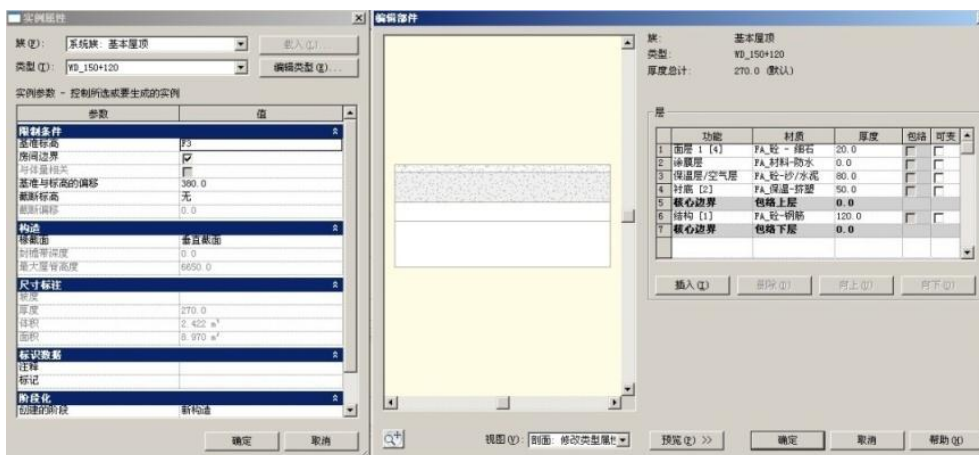 实例属性
族(F): 系统族: 基本屋顶 载入(L)...
类型(T): WD_150+120 编辑类型(E)...
实例参数 - 控制所选或要生成的实例
参数 值
限制条件
基准标高 F3
房间边界
与体量相关
基准与标高的偏移 380.0
截断标高 无
截断偏移 0.0
构造
椽截面 垂直截面
封檐带深度 0.0
最大屋脊高度 6650.0
尺寸标注
坡度
厚度 270.0
体积 2.422 m³
面积 8.970 m²
标识数据
注释
标记
阶段化
创建的阶段 新构造
确定 取消
编辑部件
族: 基本屋顶
类型: WD_150+120
厚度总计: 270.0 (默认)
层
功能 材质 厚度 包络 可变
1 面层 1 [4] FA_砼 - 细石 20.0
2 涂膜层 FA_材料-防水 0.0
3 保温层/空气层 FA_砼-沙/水泥 80.0
4 衬底 [2] FA_保温-挤塑 50.0
5 核心边界 包络上层 0.0
6 结构 [1] FA_砼-钢筋 120.0
7 核心边界 包络下层 0.0
插入(I) 删除(D) 向上(U) 向下(O)
视图(V): 剖面: 修改类型属性 预览(P) >> 确定 取消 帮助(H)